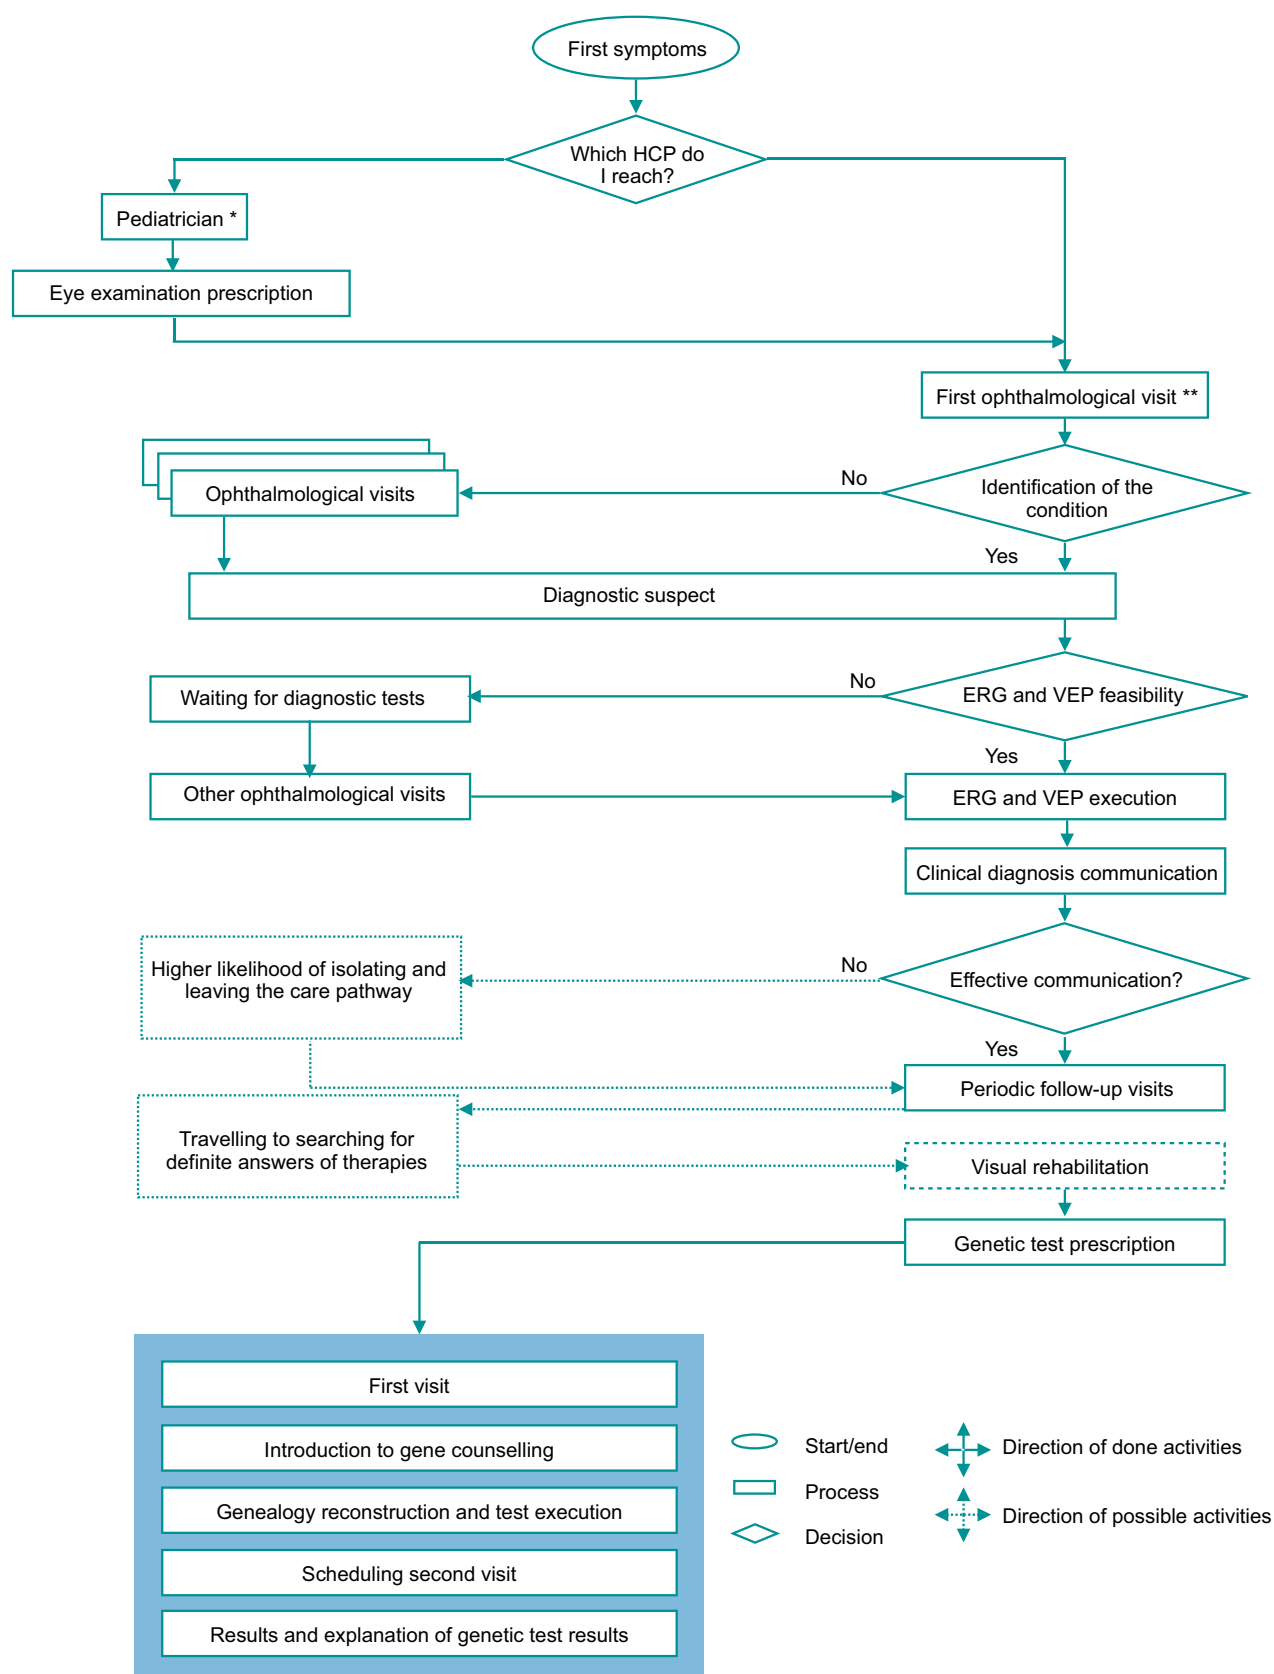 First symptoms
Which HCP do
I reach?
Pediatrician *
Eye examination prescription
First ophthalmological visit **
Identification of the
condition
No
Ophthalmological visits
Yes
Diagnostic suspect
ERG and VEP feasibility
No
Waiting for diagnostic tests
Yes
Other ophthalmological visits
ERG and VEP execution
Clinical diagnosis communication
Effective communication?
No
Higher likelihood of isolating and
leaving the care pathway
Yes
Periodic follow-up visits
Travelling to searching for
definite answers of therapies
Visual rehabilitation
Genetic test prescription
First visit
Introduction to gene counselling
Genealogy reconstruction and test execution
Scheduling second visit
Results and explanation of genetic test results
Start/end
Process
Decision
Direction of done activities
Direction of possible activities